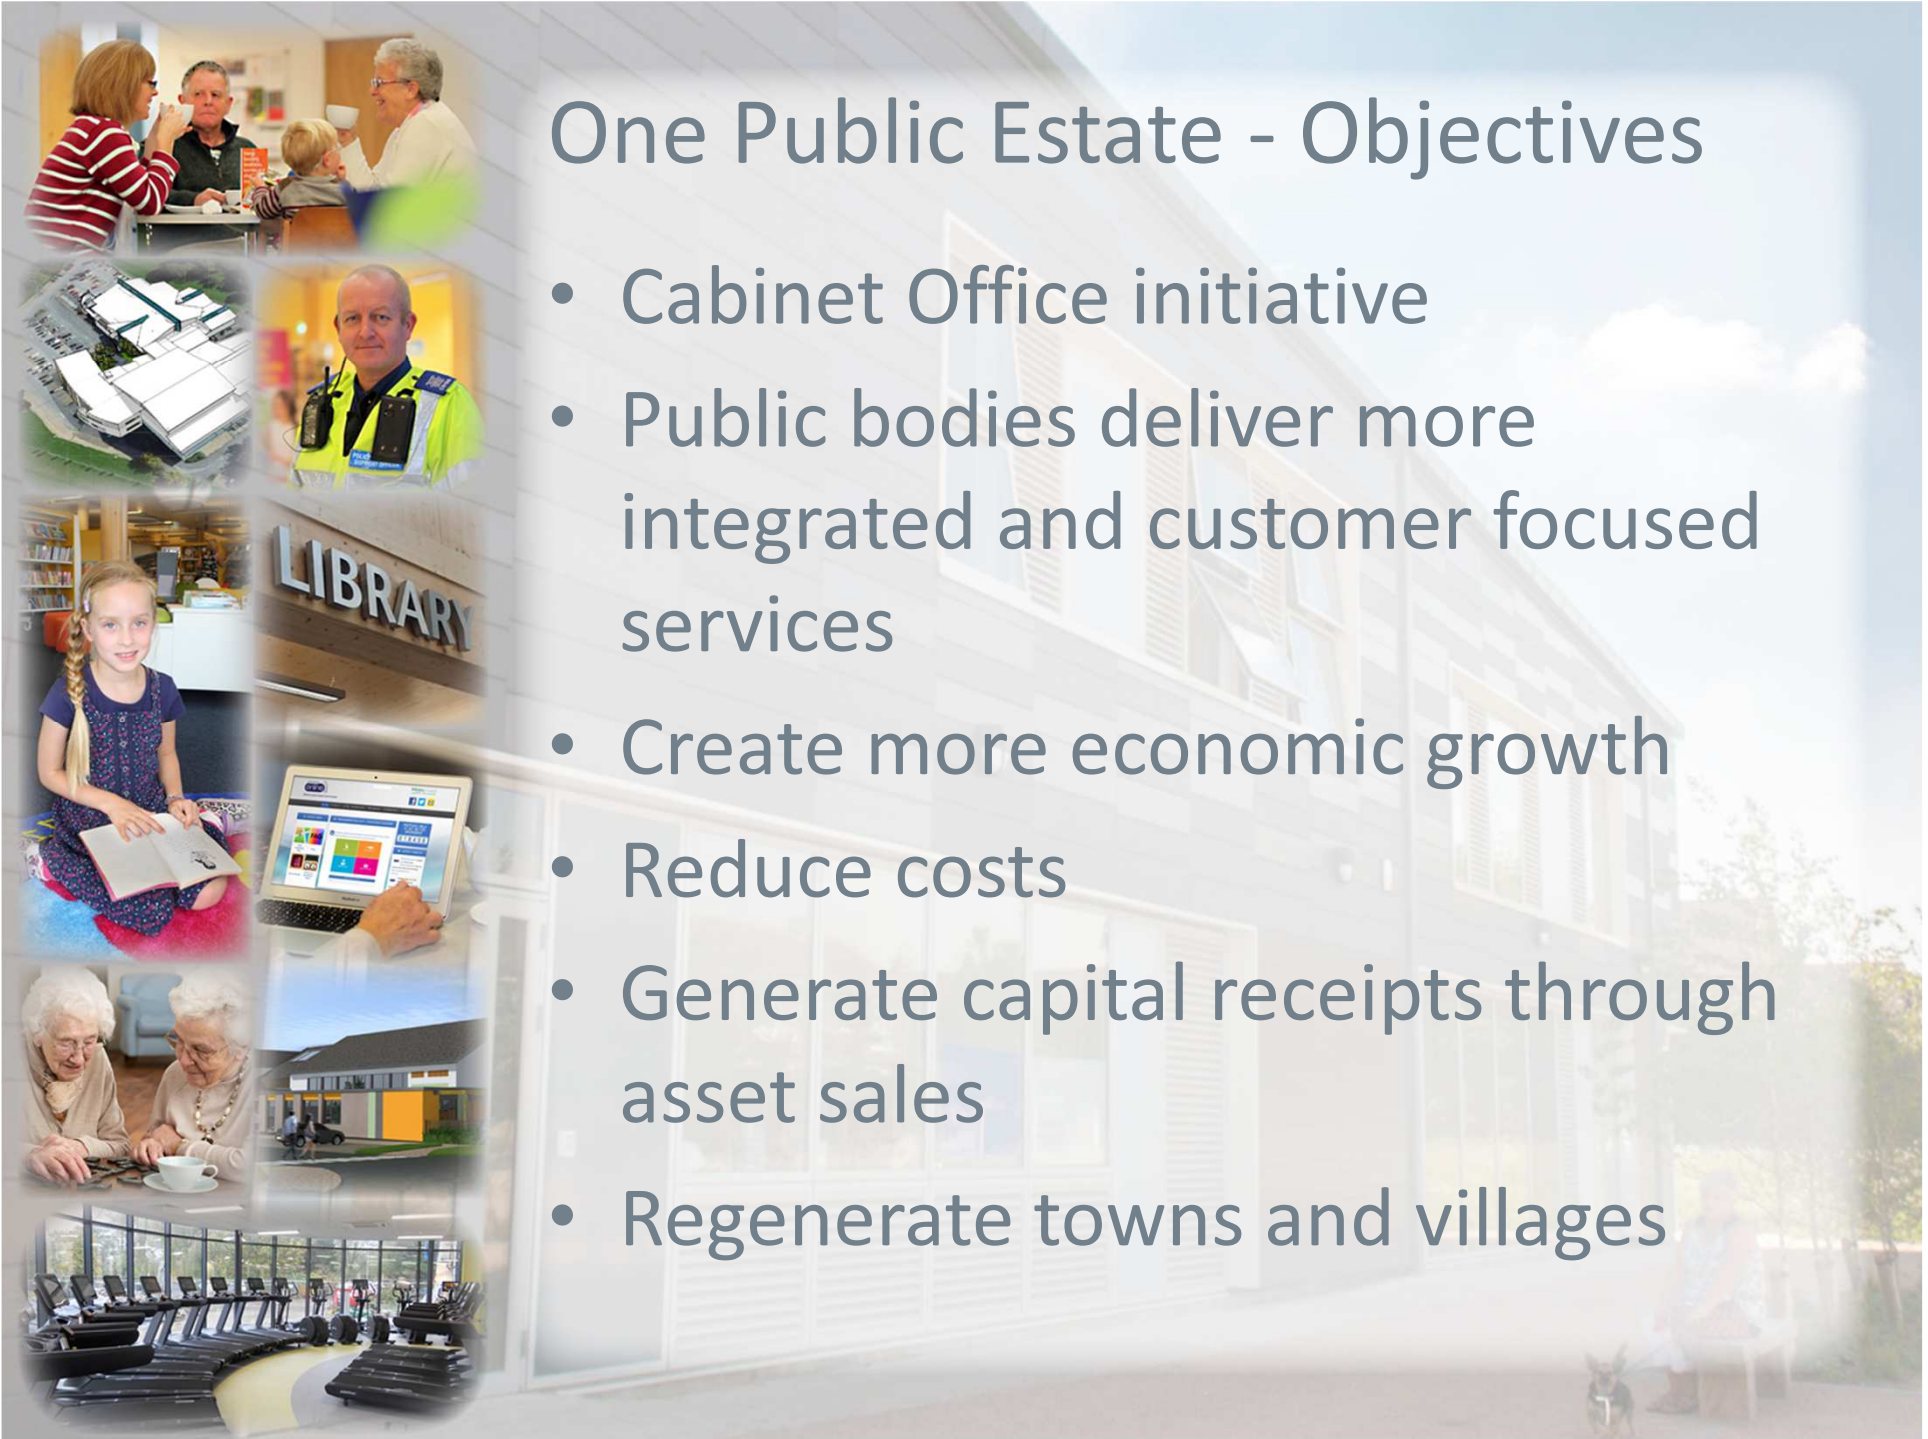 One Public Estate - Objectives
• Cabinet Office initiative
• Public bodies deliver more
integrated and customer focused
services
• Create more economic growth
• Reduce costs
• Generate capital receipts through
asset sales
• Regenerate towns and villages
LIBRARY